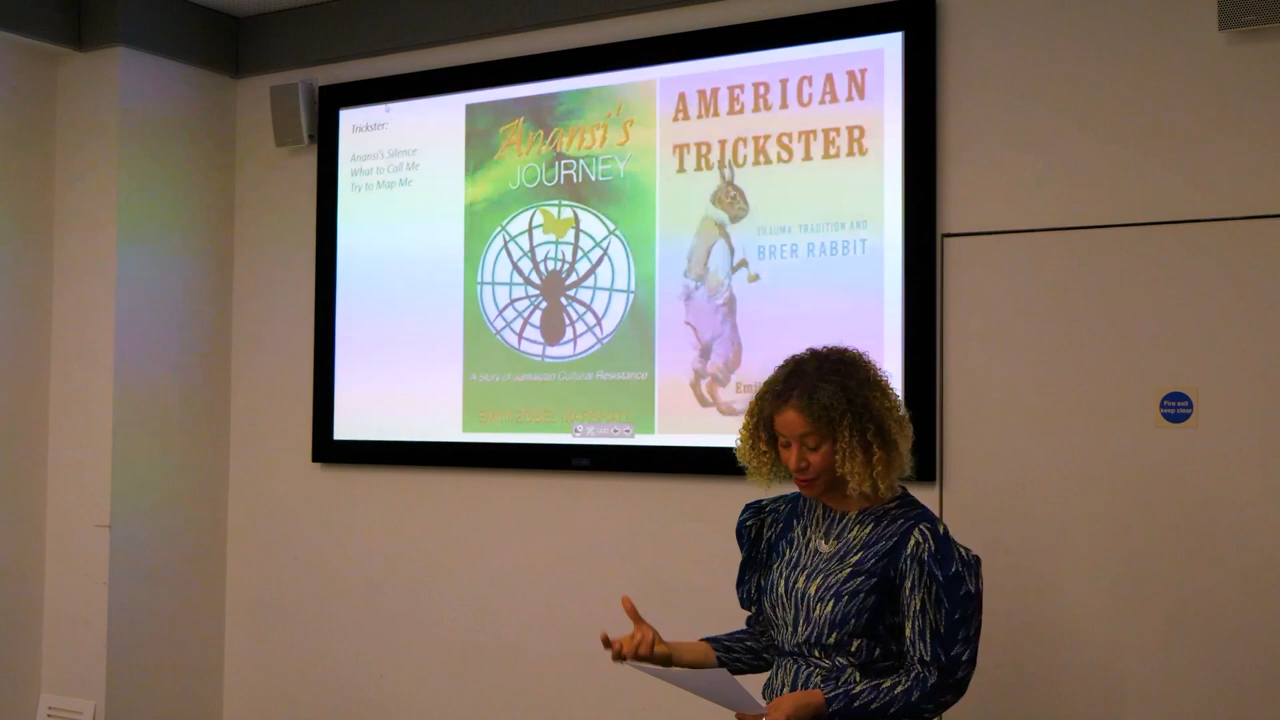 Trickster:
Anansi's Silence
What to Call Me
Try to Map Me
Anansi's
JOURNEY
A Story of Jamaican Cultural Resistance
AMERICAN
TRICKSTER
TRAUMA, TRADITION AND
BRER RABBIT
Fire exit
keep clear